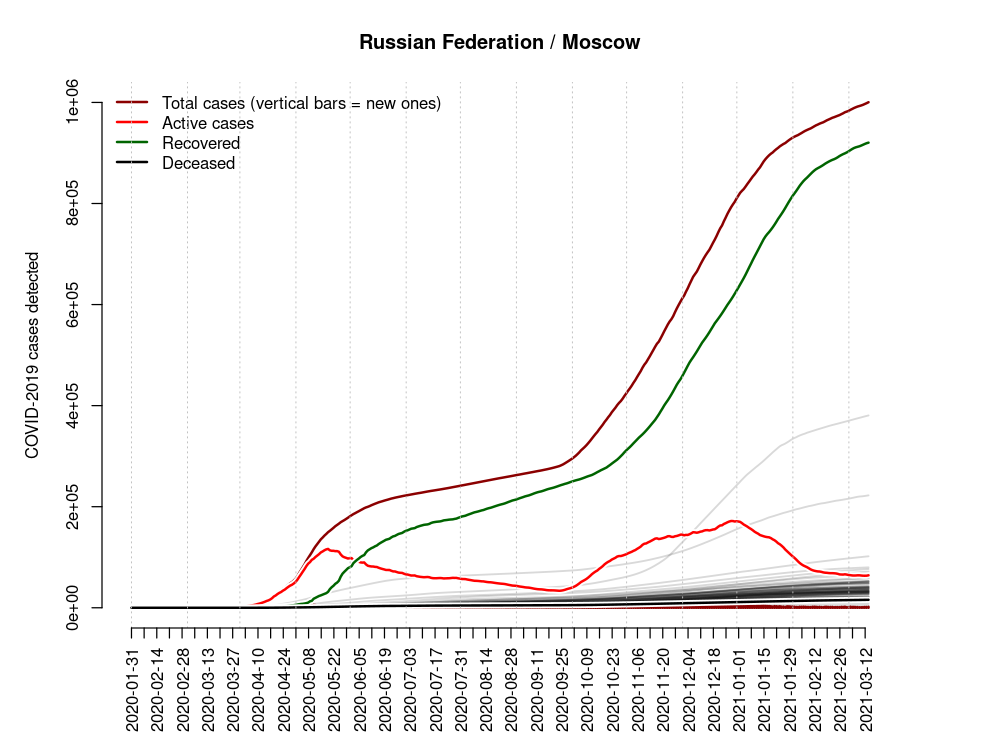 Russian Federation / Moscow
Total cases (vertical bars = new ones)
Active cases
Recovered
Deceased
COVID-2019 cases detected
0e+00
2e+05
4e+05
6e+05
8e+05
1e+06
2020-01-31
2020-02-14
2020-02-28
2020-03-13
2020-03-27
2020-04-10
2020-04-24
2020-05-08
2020-05-22
2020-06-05
2020-06-19
2020-07-03
2020-07-17
2020-07-31
2020-08-14
2020-08-28
2020-09-11
2020-09-25
2020-10-09
2020-10-23
2020-11-06
2020-11-20
2020-12-04
2020-12-18
2021-01-01
2021-01-15
2021-01-29
2021-02-12
2021-02-26
2021-03-12